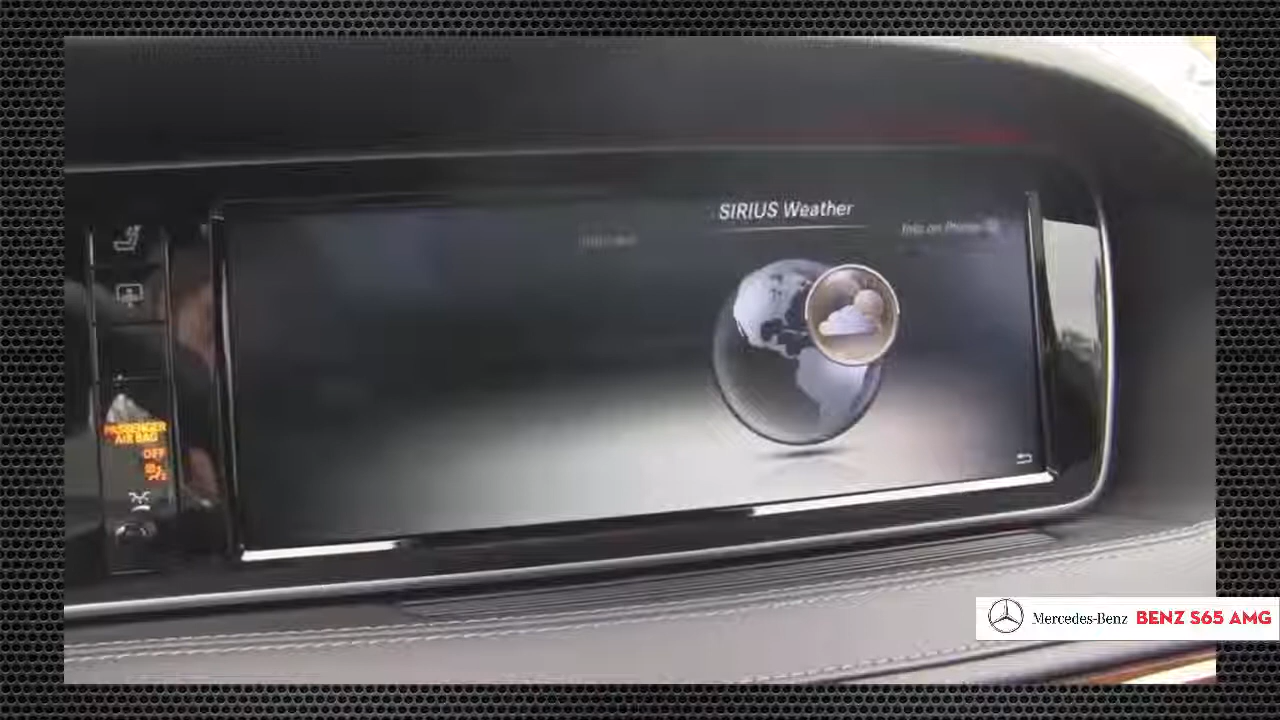 SIRIUS Weather
PASSENGER
AIR BAG
OFF
Mercedes-Benz BENZ S65 AMG